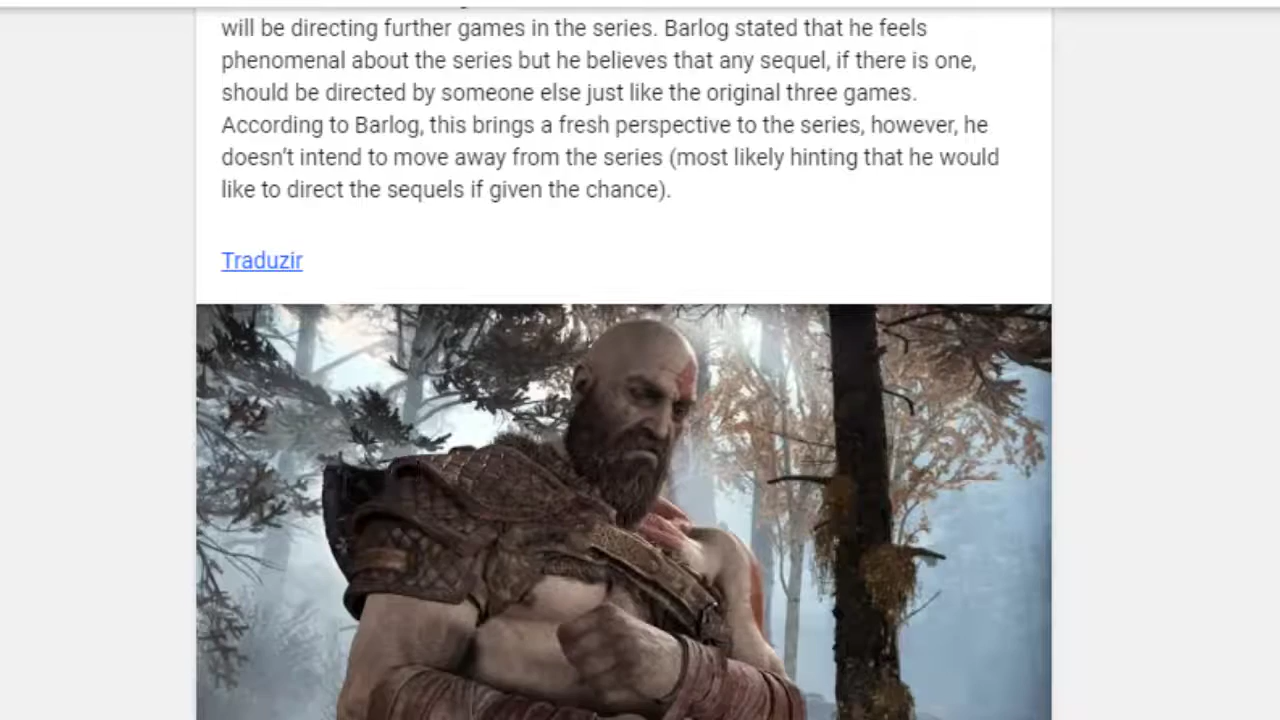 will be directing further games in the series. Barlog stated that he feels
phenomenal about the series but he believes that any sequel, if there is one,
should be directed by someone else just like the original three games.
According to Barlog, this brings a fresh perspective to the series, however, he
doesn't intend to move away from the series (most likely hinting that he would
like to direct the sequels if given the chance).
Traduzir